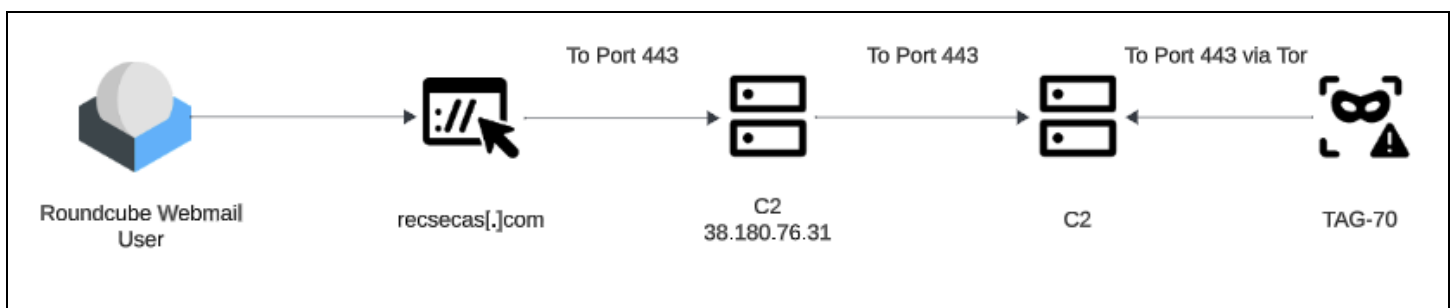 To Port 443
To Port 443
To Port 443 via Tor
://
Roundcube Webmail
User
recsecas[.]com
C2
38.180.76.31
C2
TAG-70